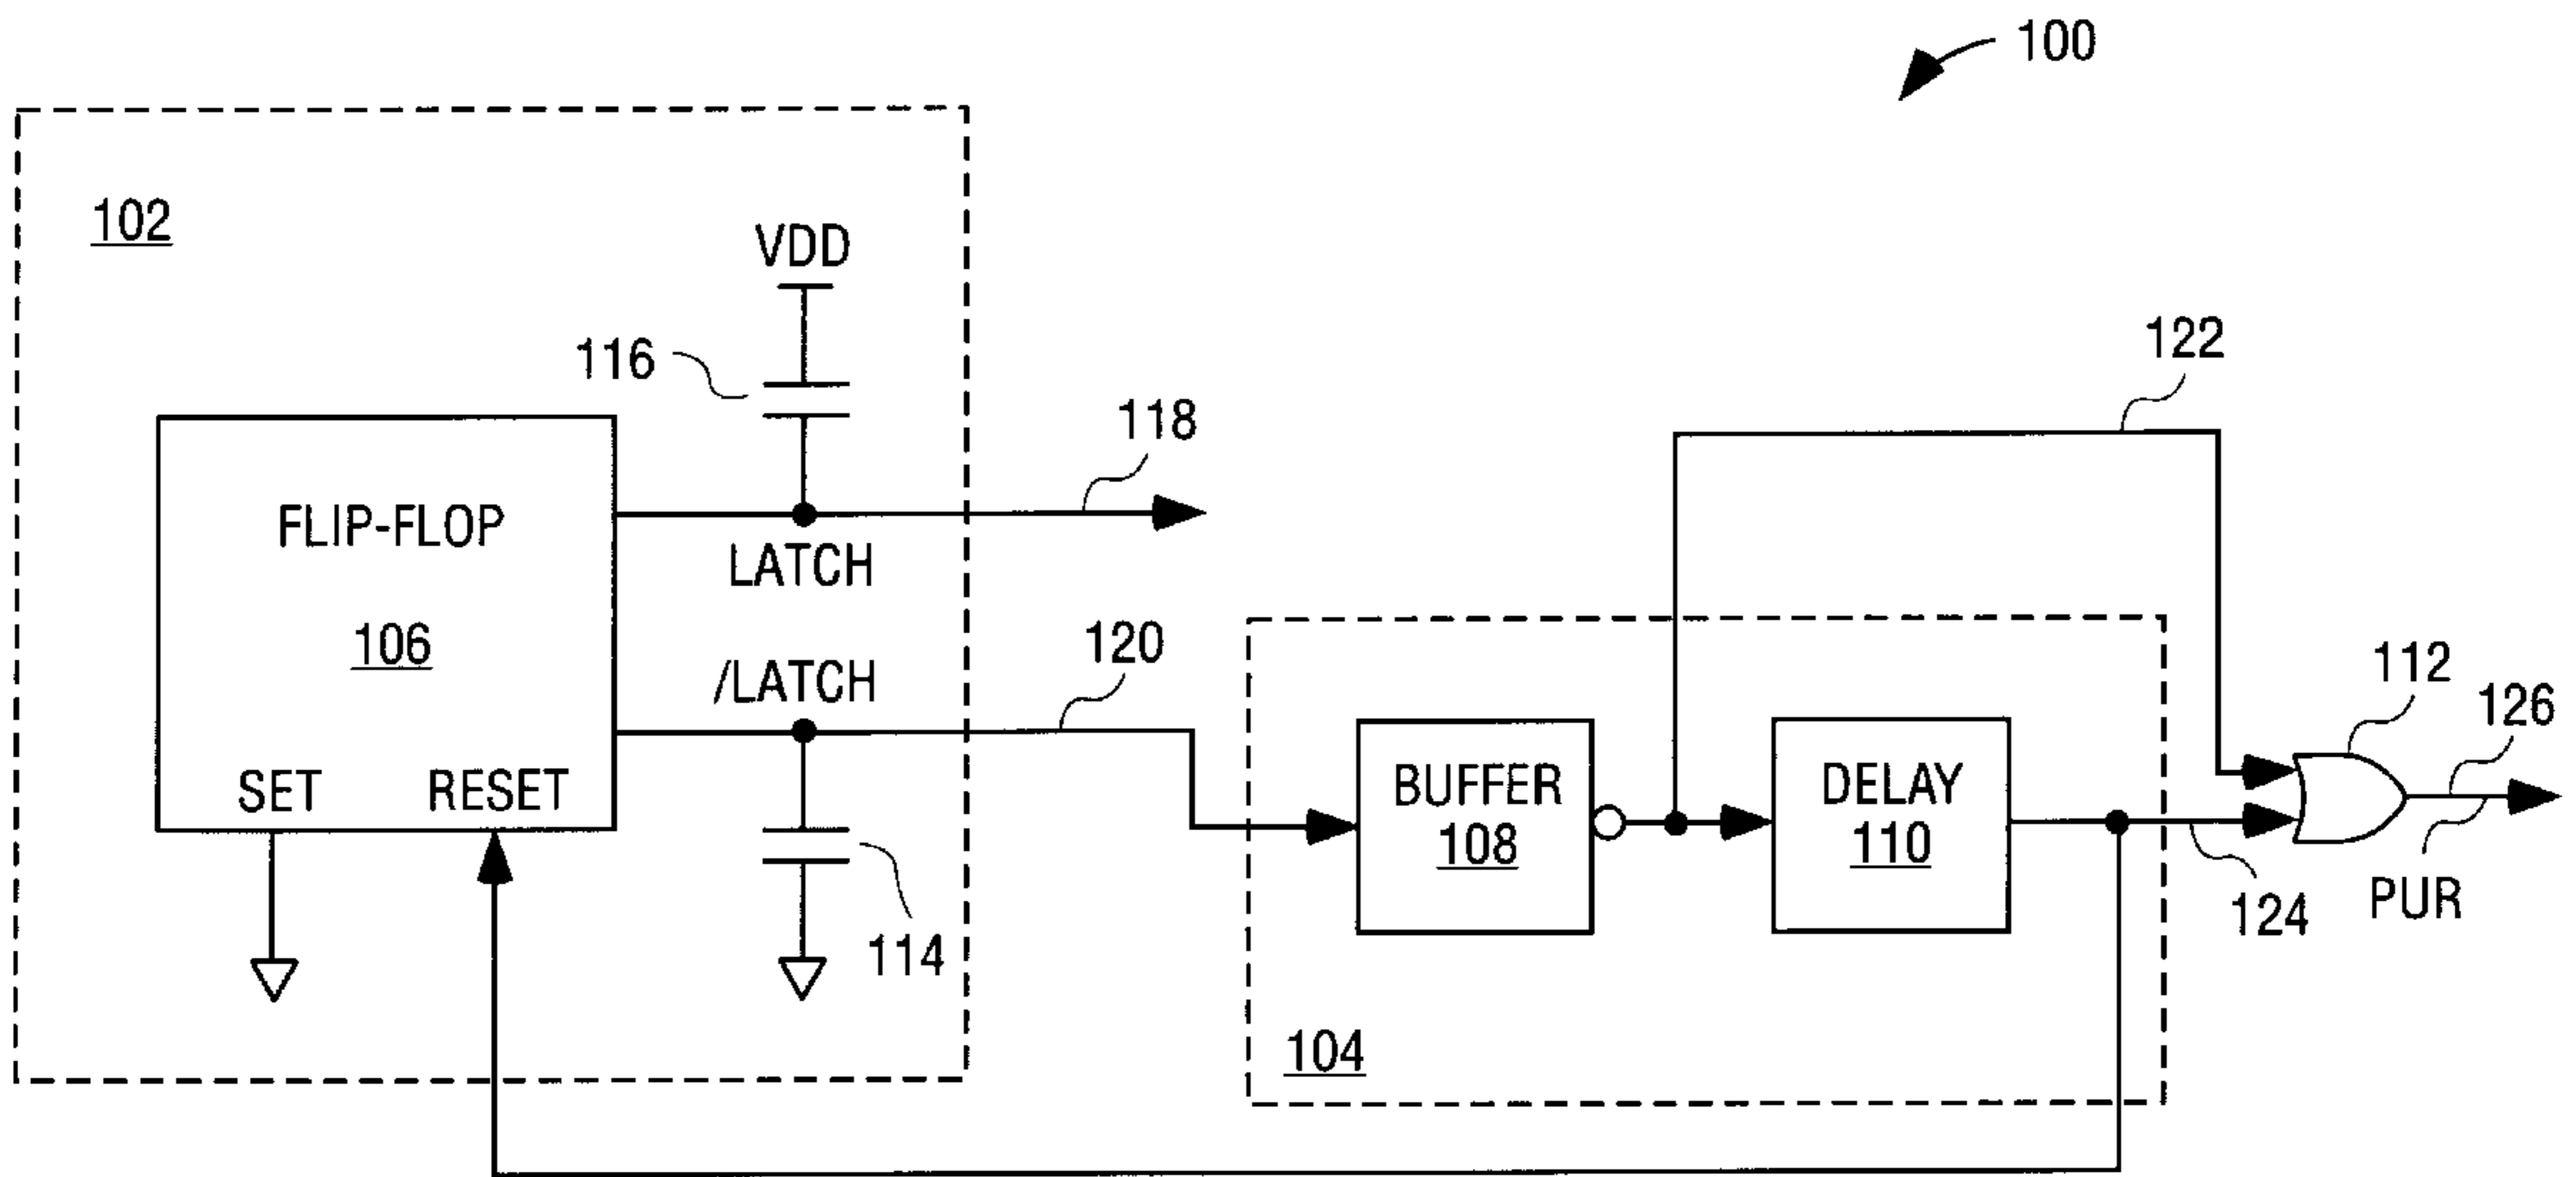 100
102
VDD
116
118
122
FLIP-FLOP
LATCH
106
/LATCH
120
112
126
SET
RESET
BUFFER
108
DELAY
110
114
124
PUR
104